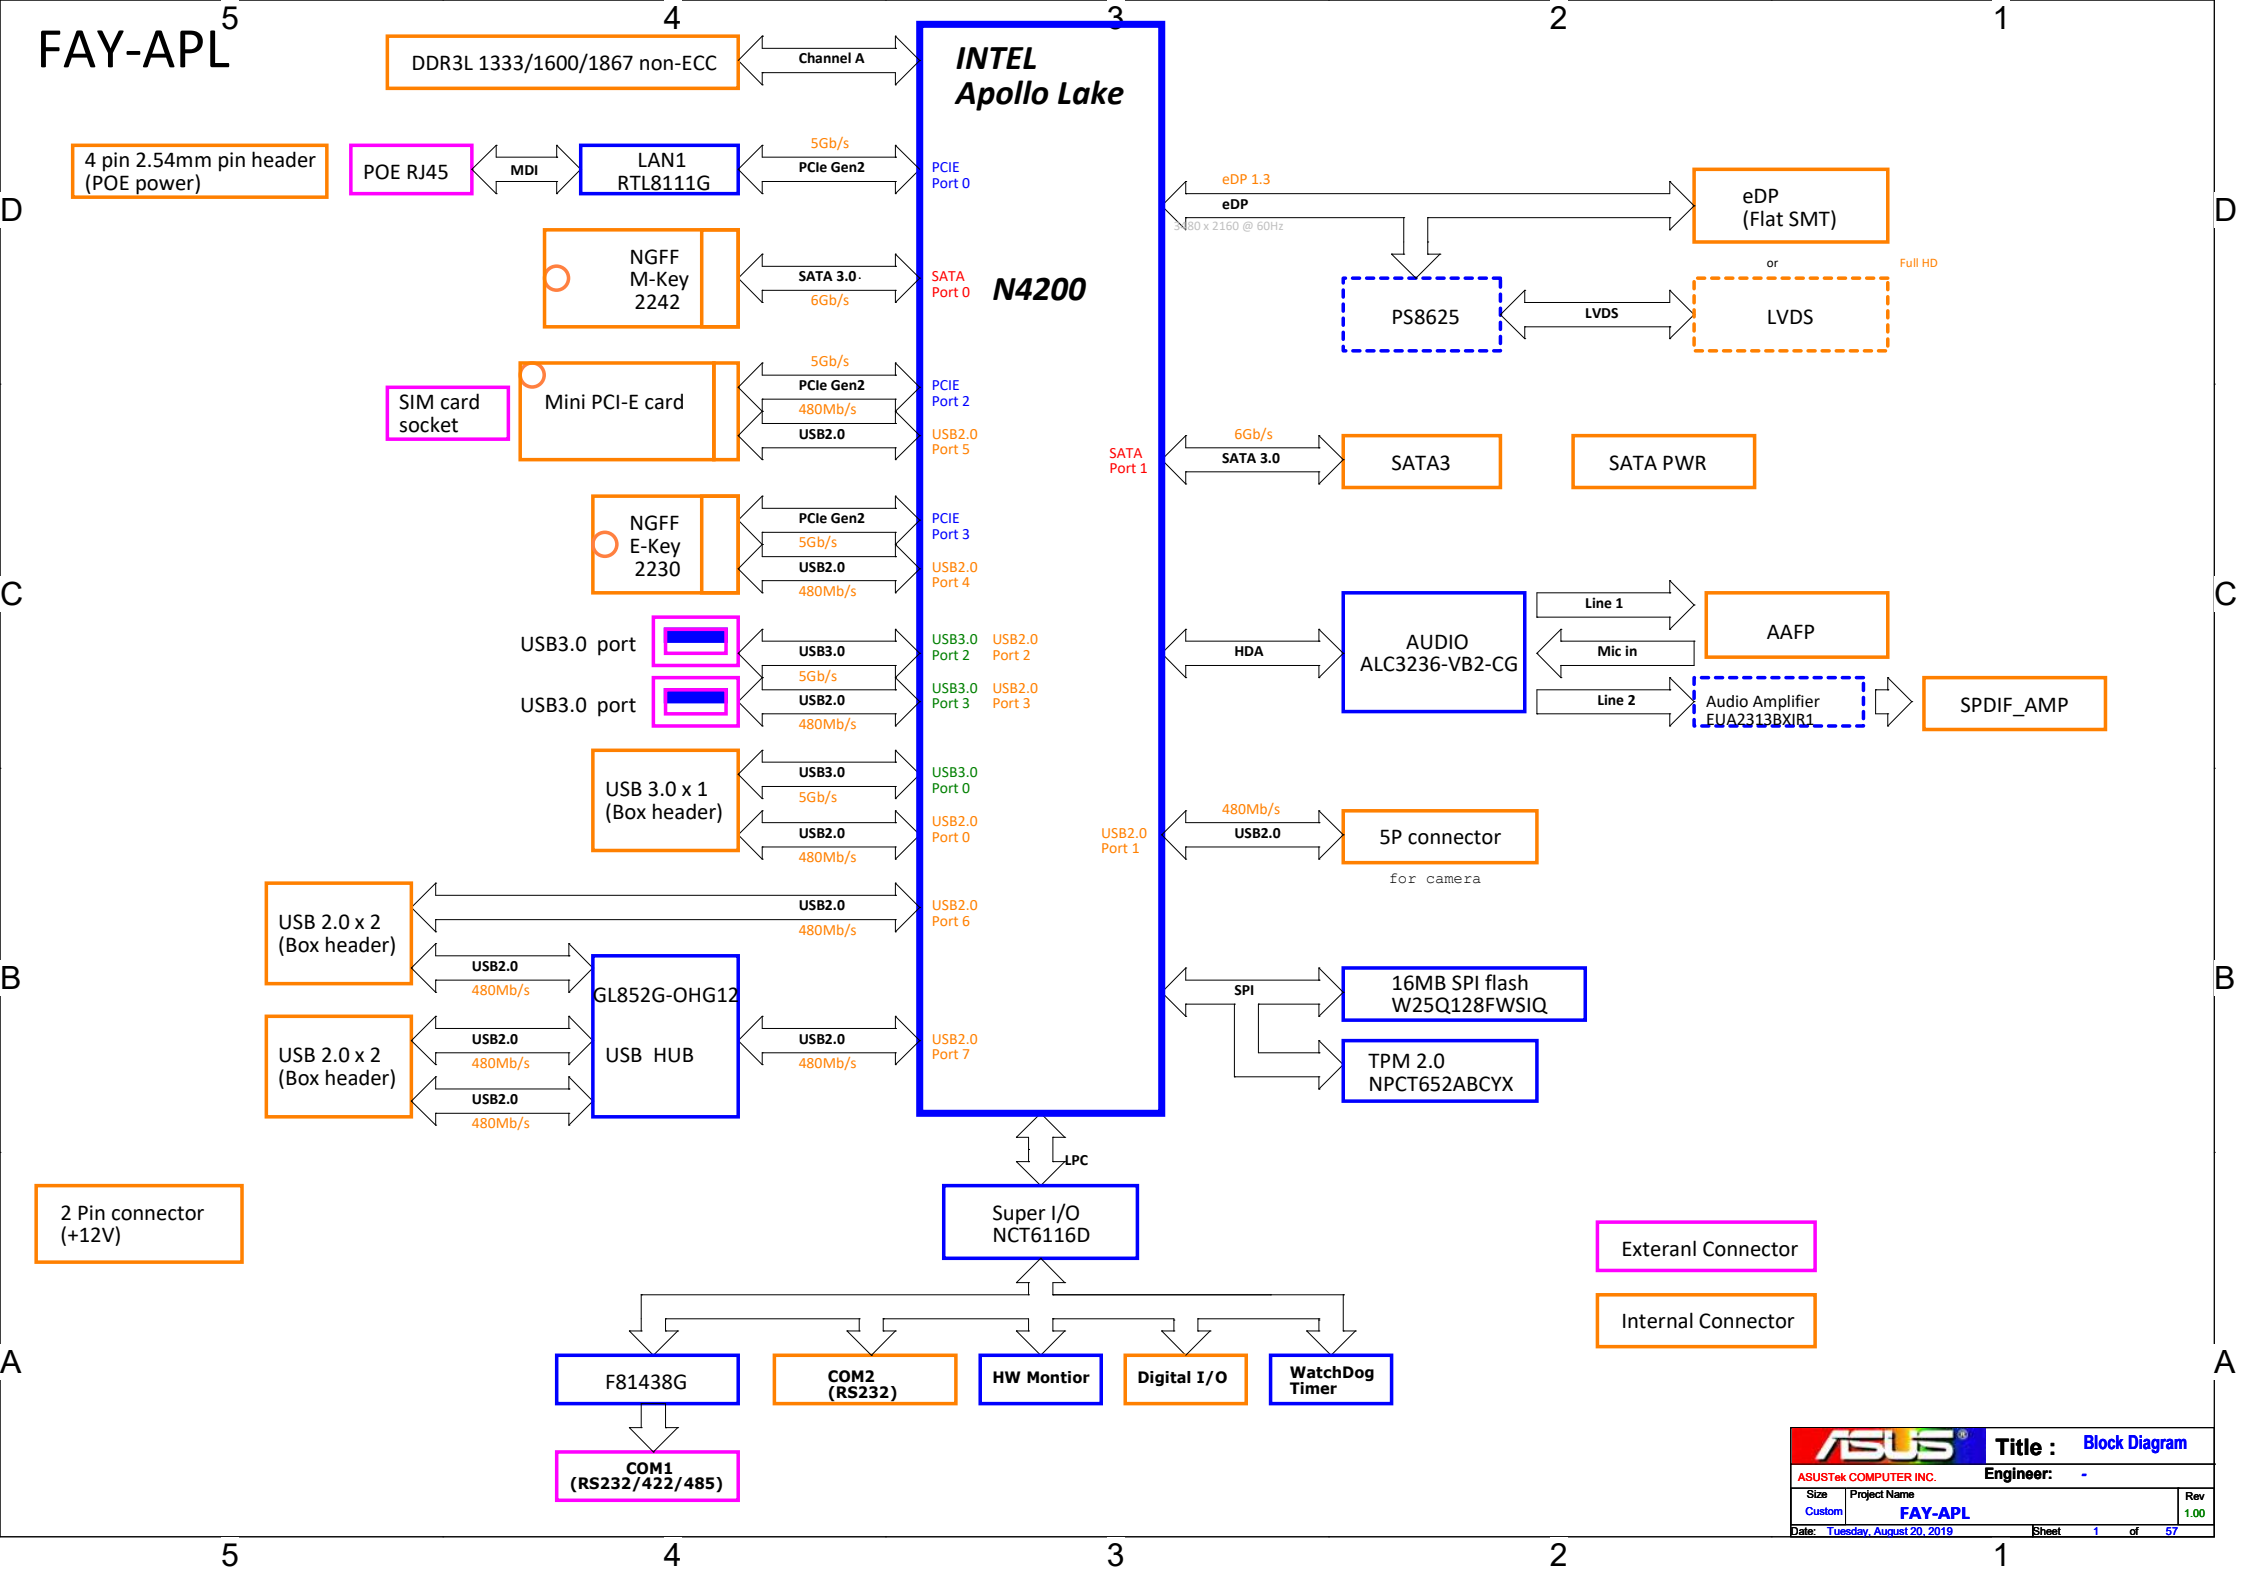 5
4
3
2
1
FAY-APL
DDR3L 1333/1600/1867 non-ECC
Channel A
INTEL
Apollo Lake
N4200
4 pin 2.54mm pin header
(POE power)
POE RJ45
MDI
LAN1
RTL8111G
5Gb/s
PCIe Gen2
PCIE
Port 0
D
D
NGFF
M-Key
2242
SATA 3.0
6Gb/s
SATA
Port 0
SIM card
socket
Mini PCI-E card
5Gb/s
PCIe Gen2
480Mb/s
USB2.0
PCIE
Port 2
USB2.0
Port 5
NGFF
E-Key
2230
PCIe Gen2
5Gb/s
USB2.0
480Mb/s
PCIE
Port 3
USB2.0
Port 4
C
C
USB3.0 port
USB3.0 port
USB3.0
5Gb/s
USB2.0
480Mb/s
USB3.0
Port 2
USB2.0
Port 2
USB3.0
Port 3
USB2.0
Port 3
USB 3.0 x 1
(Box header)
USB3.0
5Gb/s
USB2.0
480Mb/s
USB3.0
Port 0
USB2.0
Port 0
USB 2.0 x 2
(Box header)
USB2.0
480Mb/s
USB2.0
Port 6
USB2.0
480Mb/s
B
B
GL852G-OHG12
USB HUB
USB 2.0 x 2
(Box header)
USB2.0
480Mb/s
USB2.0
480Mb/s
USB2.0
480Mb/s
USB2.0
Port 7
eDP 1.3
eDP
eDP
(Flat SMT)
or
Full HD
PS8625
LVDS
LVDS
SATA
Port 1
6Gb/s
SATA 3.0
SATA3
SATA PWR
HDA
AUDIO
ALC3236-VB2-CG
Line 1
Mic in
AAFP
Line 2
Audio Amplifier
EUA2313BXIR1
SPDIF_AMP
USB2.0
Port 1
480Mb/s
USB2.0
5P connector
for camera
SPI
16MB SPI flash
W25Q128FWSIQ
TPM 2.0
NPCT652ABCYX
LPC
2 Pin connector
(+12V)
Super I/O
NCT6116D
Exteranl Connector
Internal Connector
A
A
F81438G
COM2
(RS232)
HW Montior
Digital I/O
WatchDog
Timer
COM1
(RS232/422/485)
ASUS®
Title : Block Diagram
ASUSTek COMPUTER INC.
Engineer: -
Size Project Name Rev
Custom FAY-APL 1.00
Date: Tuesday, August 20, 2019 Sheet 1 of 57
5
4
3
2
1